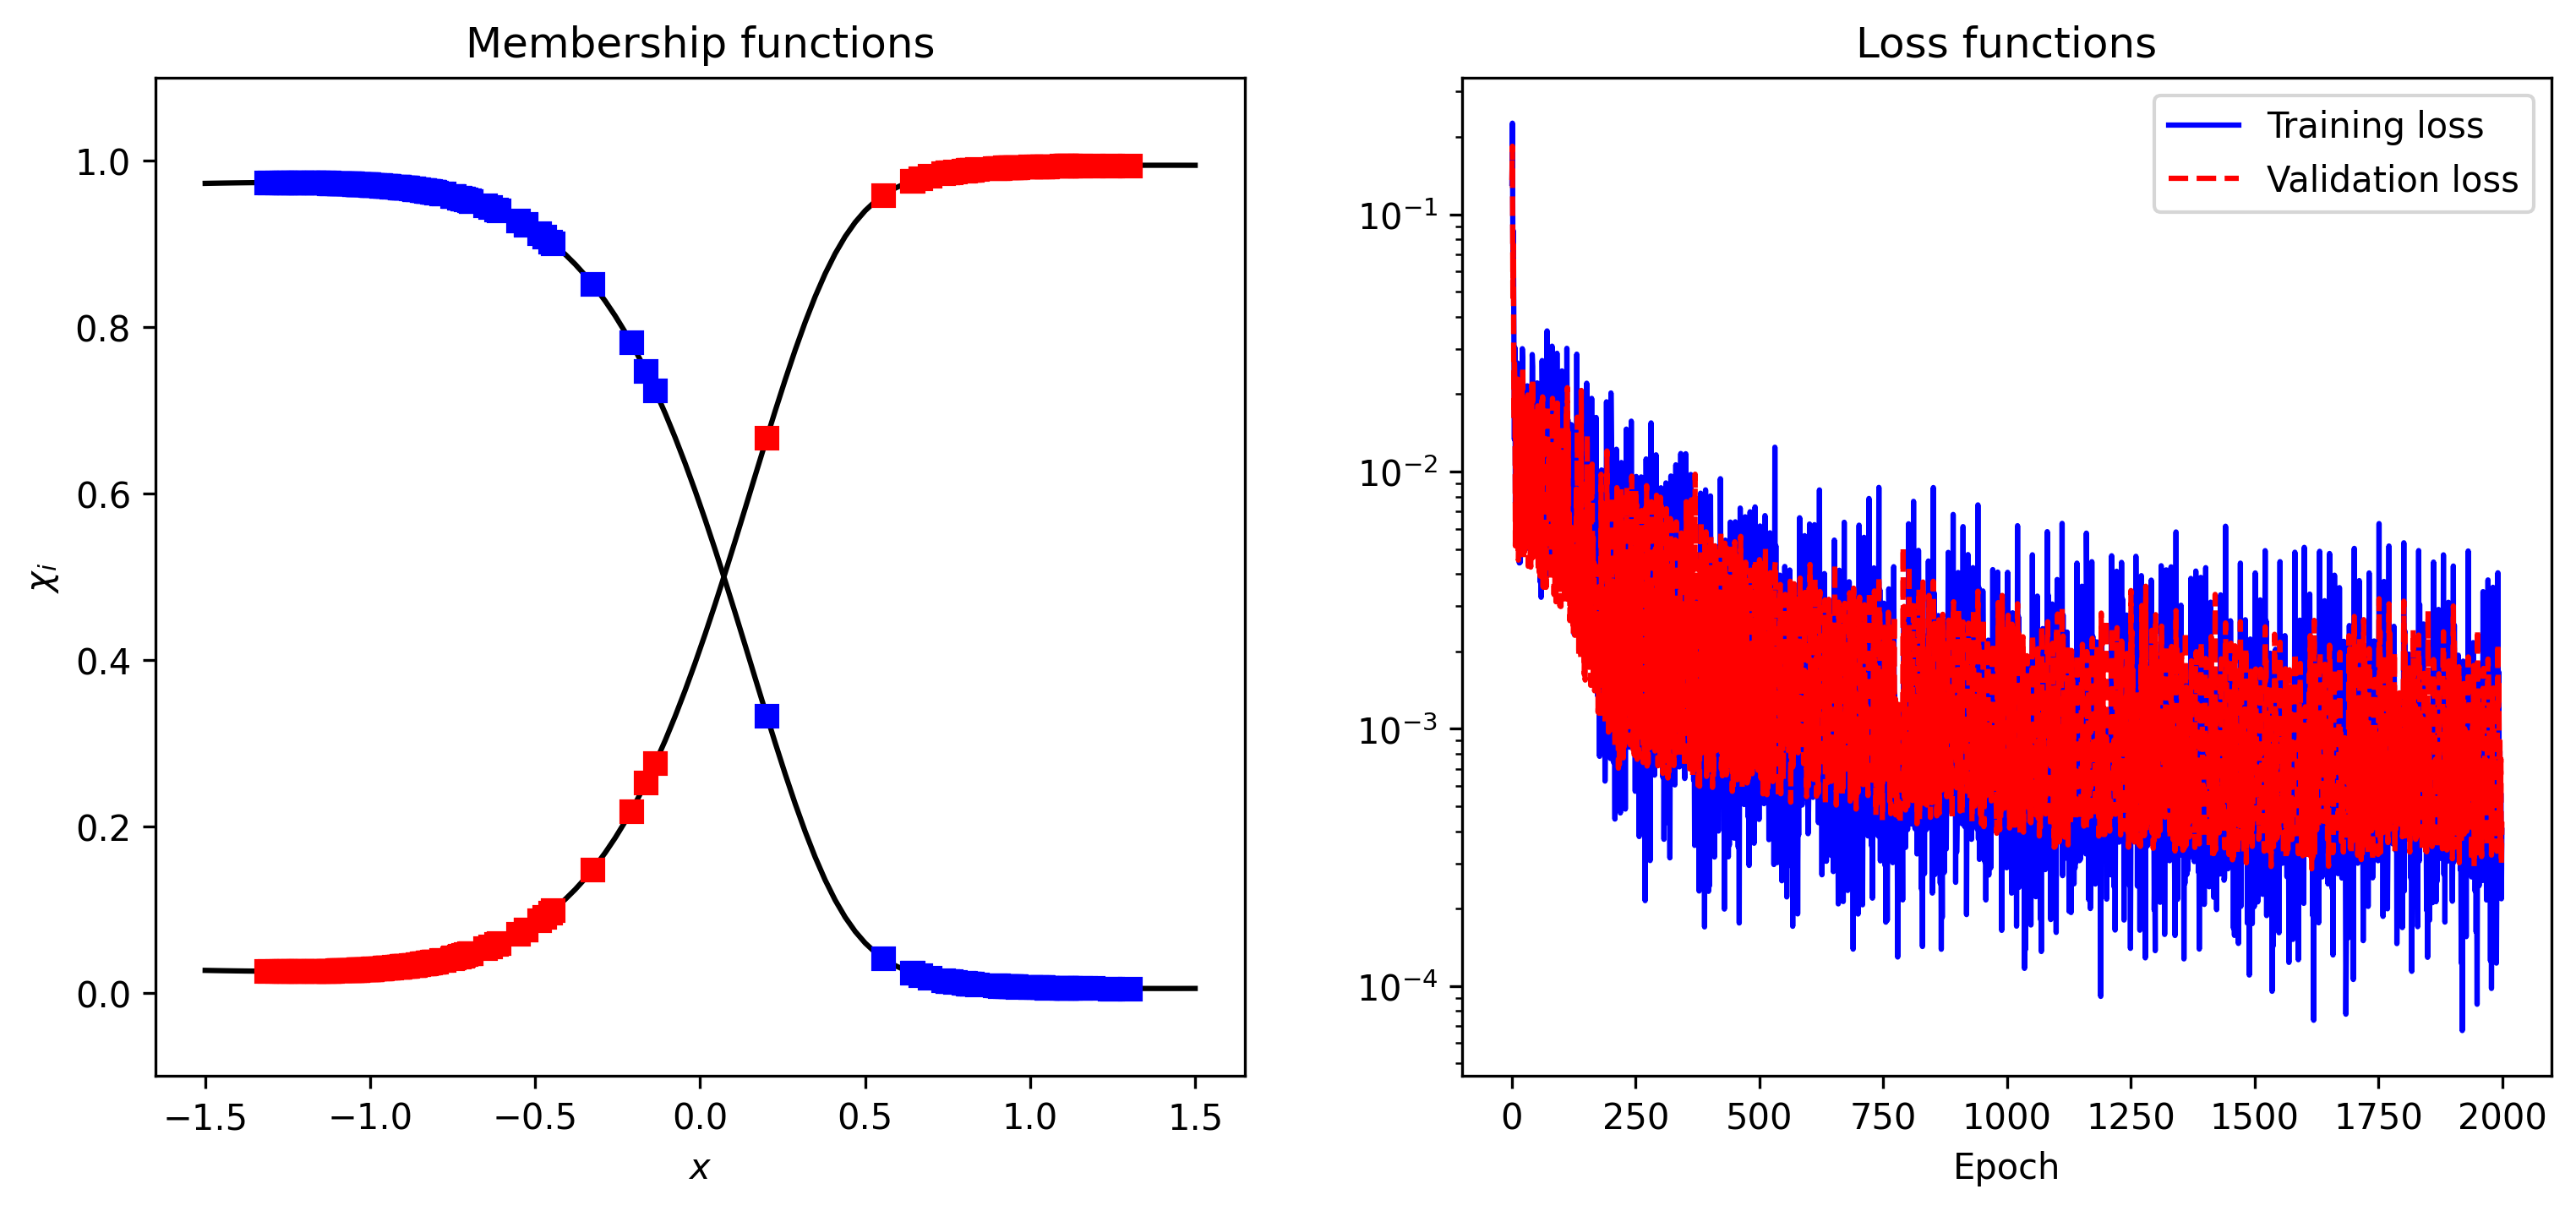 Membership functions
1.0
0.8
0.6
0.4
0.2
0.0
χᵢ
−1.5 −1.0 −0.5 0.0 0.5 1.0 1.5
x
Loss functions
Training loss
Validation loss
10⁻¹
10⁻²
10⁻³
10⁻⁴
0 250 500 750 1000 1250 1500 1750 2000
Epoch